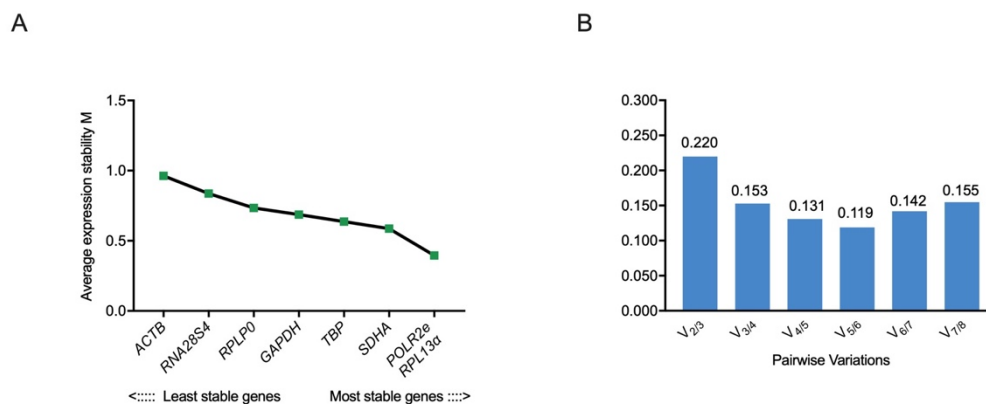 A
Average expression stability M
1.5
1.0
0.5
0.0
ACTB
RNA28S4
RPLP0
GAPDH
TBP
SDHA
POLR2e
RPL13α
<::::: Least stable genes
Most stable genes ::::>
B
0.300
0.250
0.200
0.150
0.100
0.050
0.000
0.220
0.153
0.131
0.119
0.142
0.155
V2/3
V3/4
V4/5
V5/6
V6/7
V7/8
Pairwise Variations